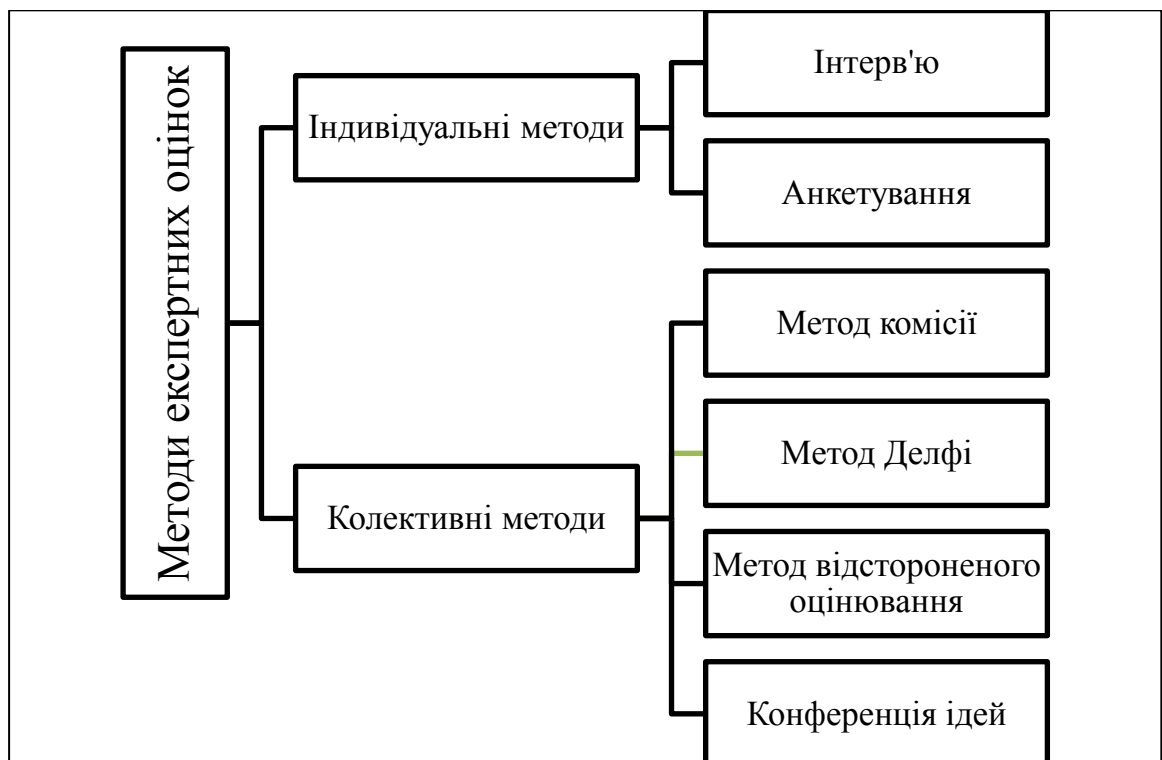 Методи експертних оцінок
Індивідуальні методи
Інтерв'ю
Анкетування
Колективні методи
Метод комісії
Метод Делфі
Метод відстороненого
оцінювання
Конференція ідей